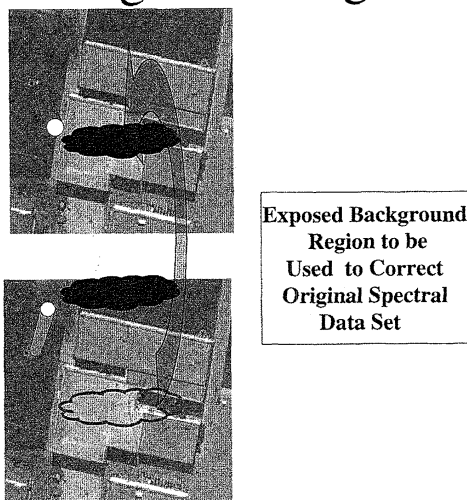 Exposed Background
Region to be
Used to Correct
Original Spectral
Data Set